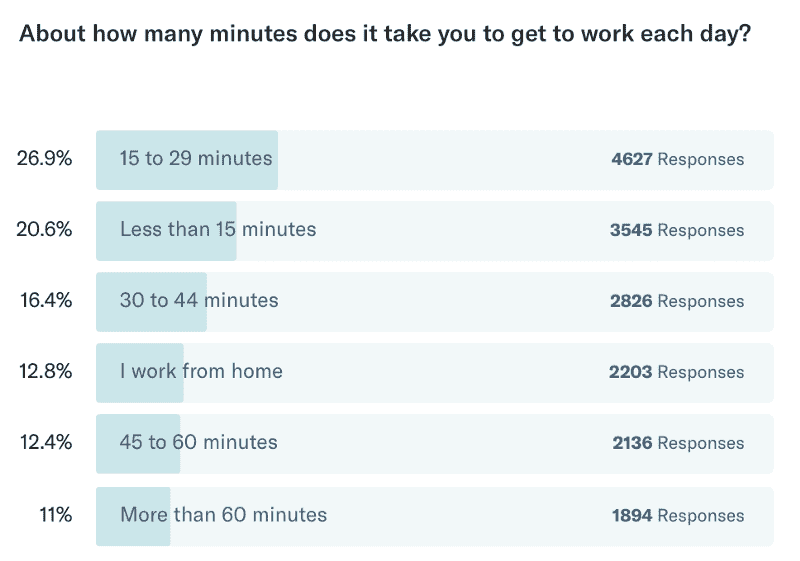 About how many minutes does it take you to get to work each day?
26.9% 15 to 29 minutes 4627 Responses
20.6% Less than 15 minutes 3545 Responses
16.4% 30 to 44 minutes 2826 Responses
12.8% I work from home 2203 Responses
12.4% 45 to 60 minutes 2136 Responses
11% More than 60 minutes 1894 Responses